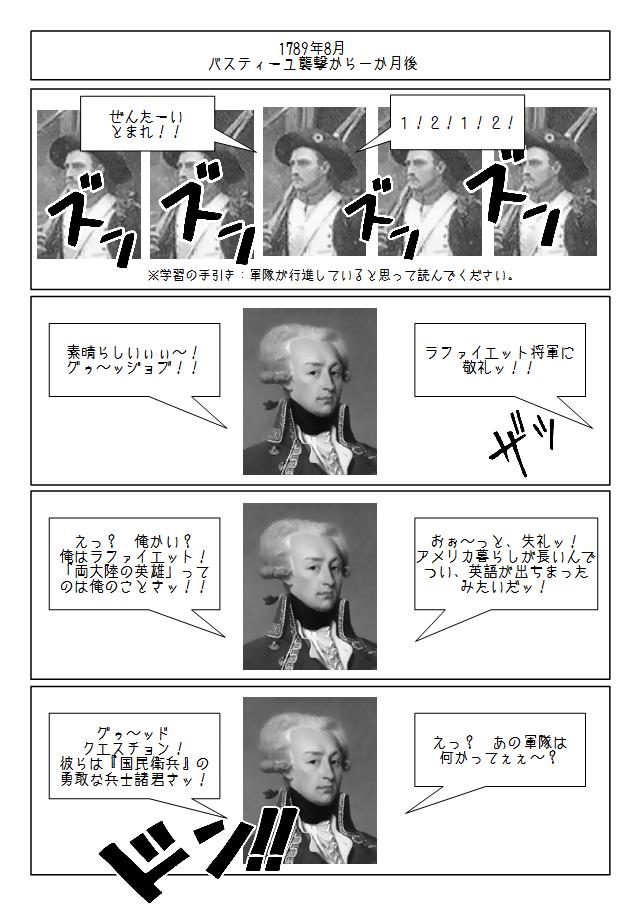 1789年8月
バスティーユ襲撃から一か月後
１！２！１！２！
ぜんたーい
とまれ！！
ズン
ズン
ズン
ズン
※学習の手引き：軍隊が行進していると思って読んでください。
ラファイエット将軍に
敬礼ッ！！
ザッ
素晴らしいぃぃ～！
グゥ～ッジョブ！！
おぉ～っと、失礼ッ！
アメリカ暮らしが長いんで
つい、英語が出ちまった
みたいだッ！
えっ？　俺かい？
俺はラファイエット！
『両大陸の英雄』って
のは俺のことさッ！！
えっ？　あの軍隊は
何かってぇぇ～？
グゥ～ッド
クエスチョン！
彼らは『国民衛兵』の
勇敢な兵士諸君さッ！
ドン!!